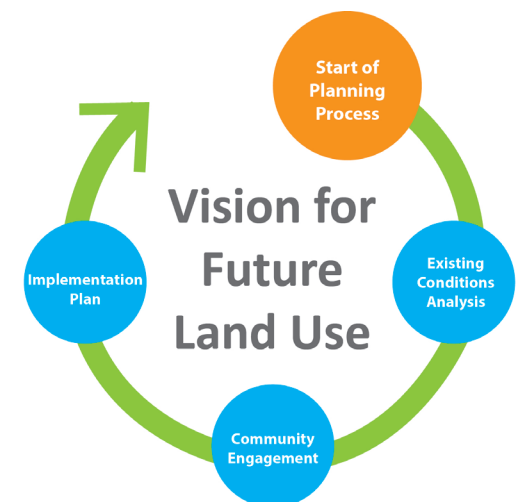 Start of
Planning
Process
Vision for
Future
Land Use
Existing
Conditions
Analysis
Community
Engagement
Implementation
Plan